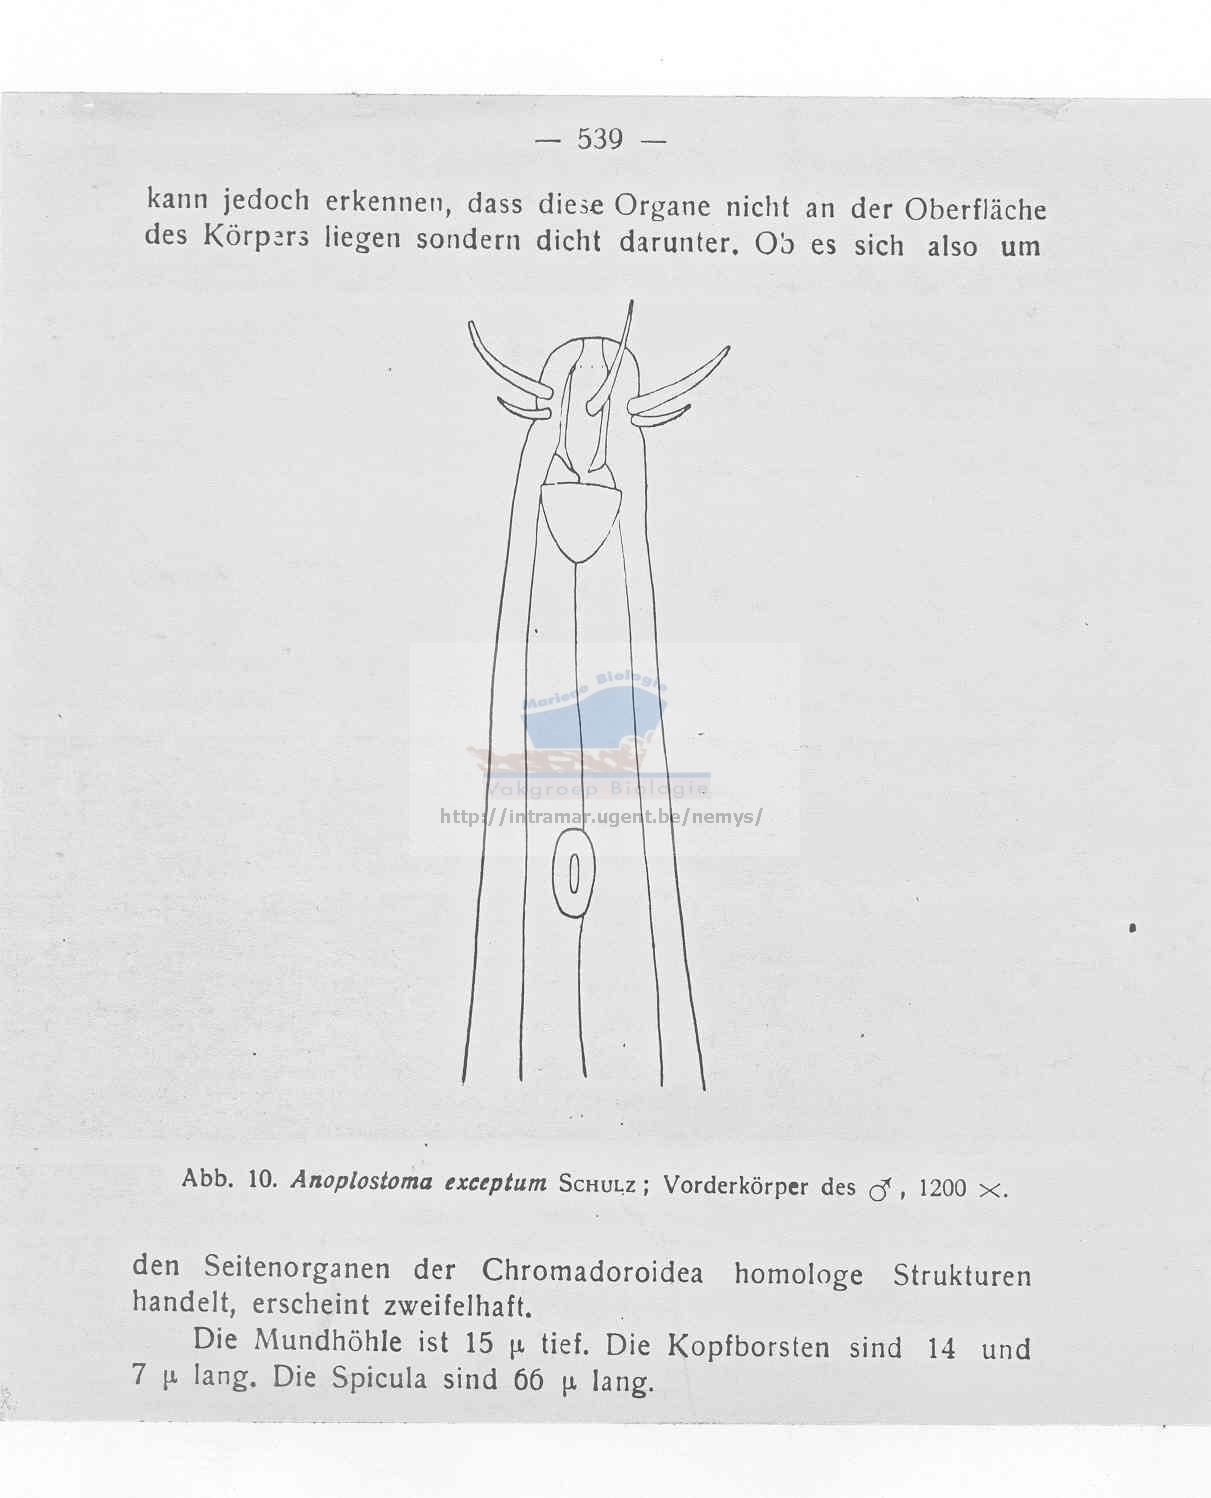 — 539 —
kann jedoch erkennen, dass diese Organe nicht an der Oberfläche
des Körpers liegen sondern dicht darunter. Ob es sich also um
Mariene Biologie
Vakgroep Biologie
http://intramar.ugent.be/nemys/
Abb. 10. Anoplostoma exceptum SCHULZ; Vorderkörper des ♂, 1200 ×.
den Seitenorganen der Chromadoroidea homologe Strukturen
handelt, erscheint zweifelhaft.
Die Mundhöhle ist 15 μ tief. Die Kopfborsten sind 14 und
7 μ lang. Die Spicula sind 66 μ lang.